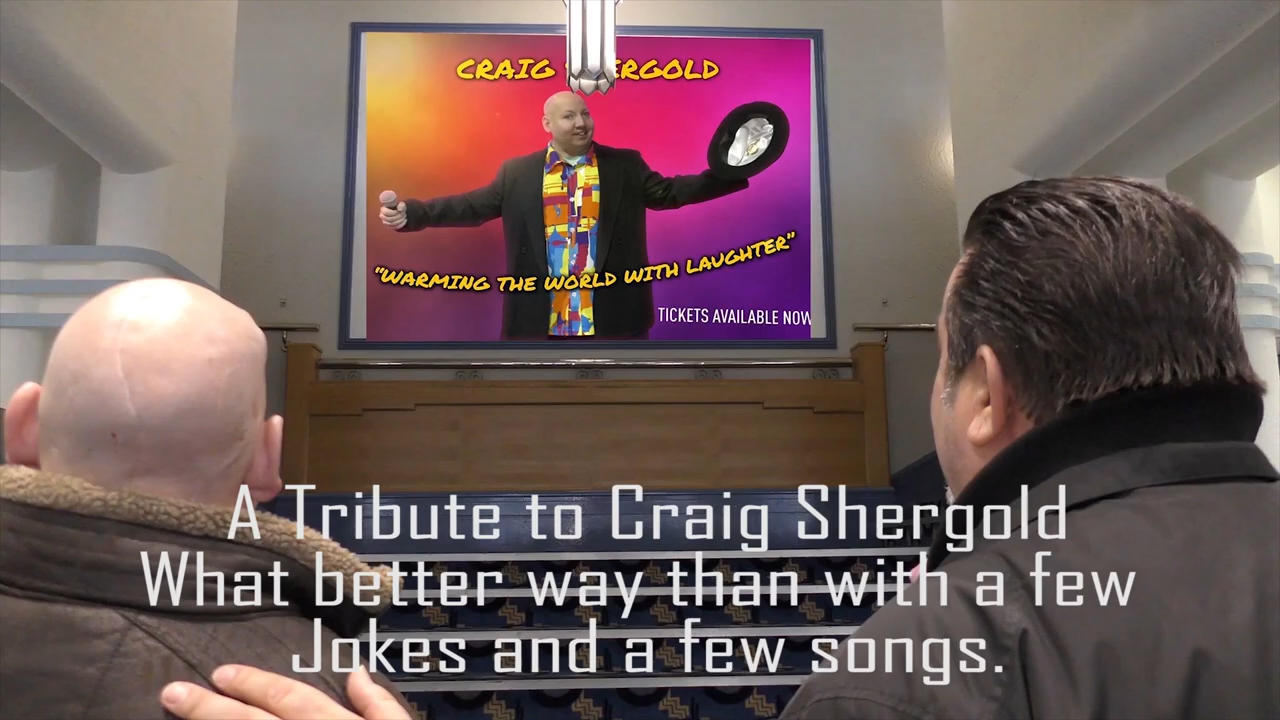 CRAIG ERGOLD
"WARMING THE WORLD WITH LAUGHTER"
TICKETS AVAILABLE NOW
A Tribute to Craig Shergold
What better way than with a few
Jokes and a few songs.